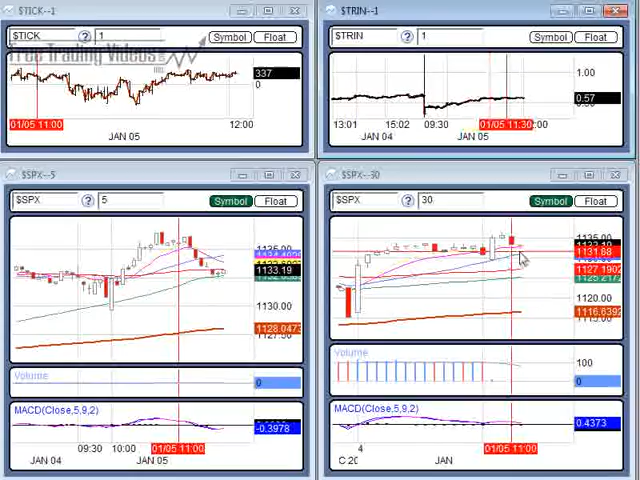 $TICK--1
$TICK
?
1
Symbol
Float
Free Trading Videos
337
0
01/05 11:00
12:00
JAN 05
$TRIN--1
$TRIN
?
1
Symbol
Float
1.00
0.57
13:01
15:02
09:30
01/05 11:30
JAN 04
JAN 05
$SPX--5
$SPX
?
5
Symbol
Float
1135.00
1133.19
1130.00
1128.047
Volume
0
MACD(Close,5,9,2)
-0.3978
09:30
10:00
01/05 11:00
JAN 04
JAN 05
$SPX--30
$SPX
?
30
Symbol
Float
1135.00
1131.88
1127.1902
1120.00
1116.6392
Volume
100
0
MACD(Close,5,9,2)
0.4373
4
01/05 11:00
C:20
JAN